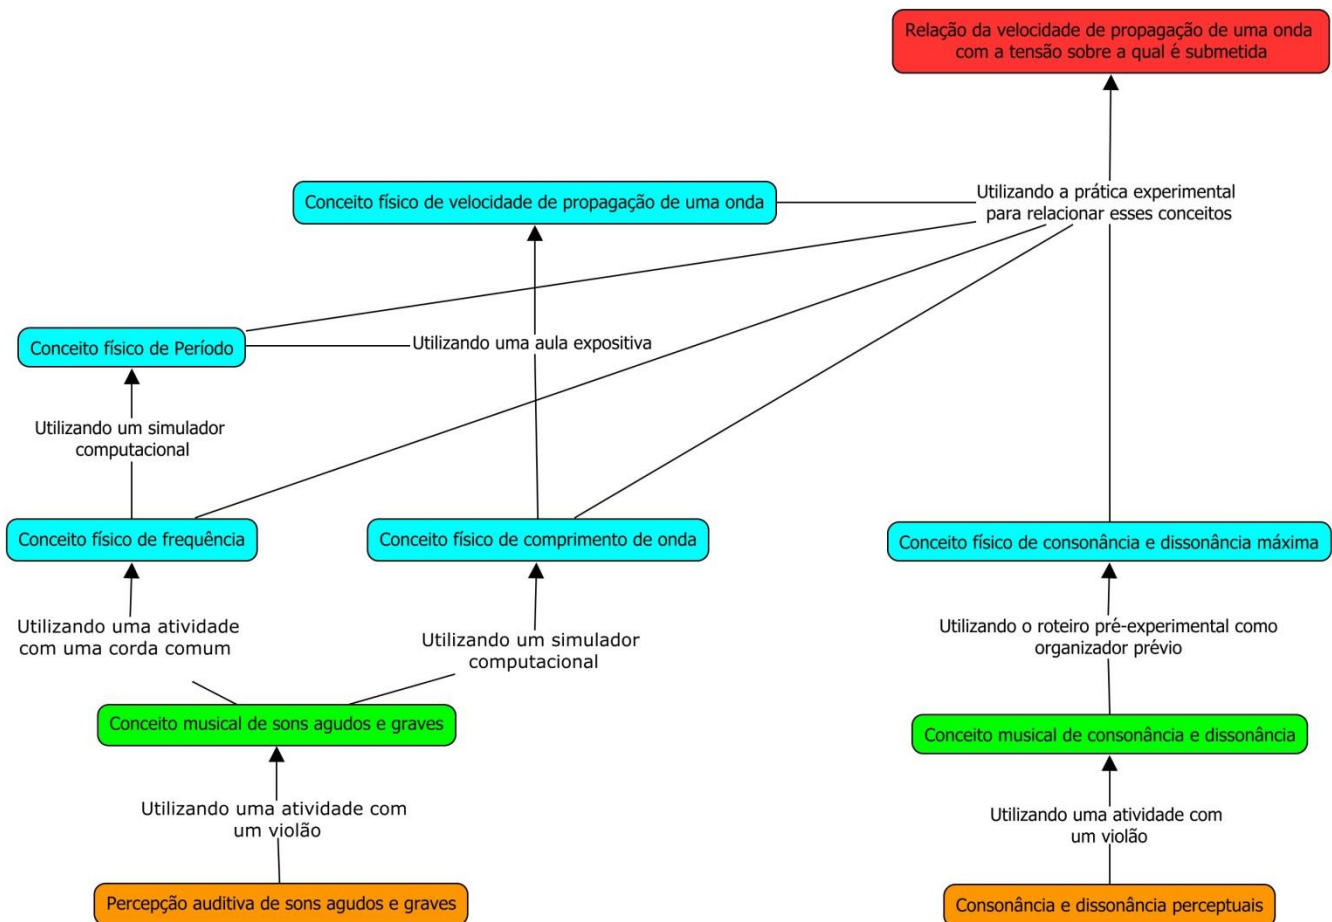 Relação da velocidade de propagação de uma onda
com a tensão sobre a qual é submetida
Conceito físico de velocidade de propagação de uma onda
Utilizando a prática experimental
para relacionar esses conceitos
Conceito físico de Período
Utilizando uma aula expositiva
Utilizando um simulador
computacional
Conceito físico de frequência
Conceito físico de comprimento de onda
Conceito físico de consonância e dissonância máxima
Utilizando uma atividade
com uma corda comum
Utilizando um simulador
computacional
Utilizando o roteiro pré-experimental como
organizador prévio
Conceito musical de sons agudos e graves
Conceito musical de consonância e dissonância
Utilizando uma atividade com
um violão
Utilizando uma atividade com
um violão
Percepção auditiva de sons agudos e graves
Consonância e dissonância perceptuais